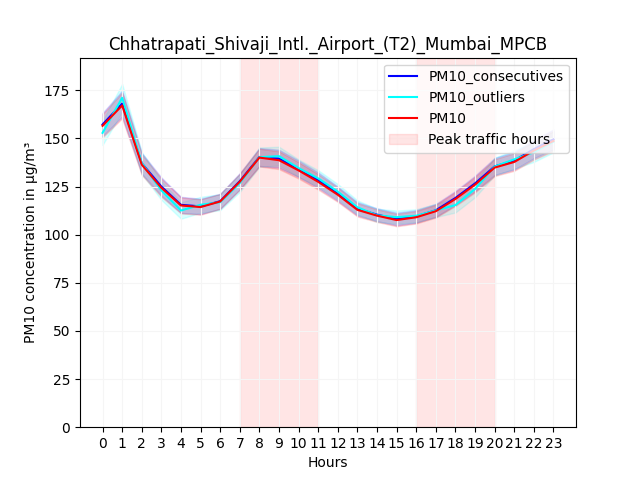 Chhatrapati_Shivaji_Intl._Airport_(T2)_Mumbai_MPCB
PM10_consecutives
PM10_outliers
PM10
Peak traffic hours
PM10 concentration in µg/m³
175
150
125
100
75
50
25
0
0 1 2 3 4 5 6 7 8 9 10 11 12 13 14 15 16 17 18 19 20 21 22 23
Hours